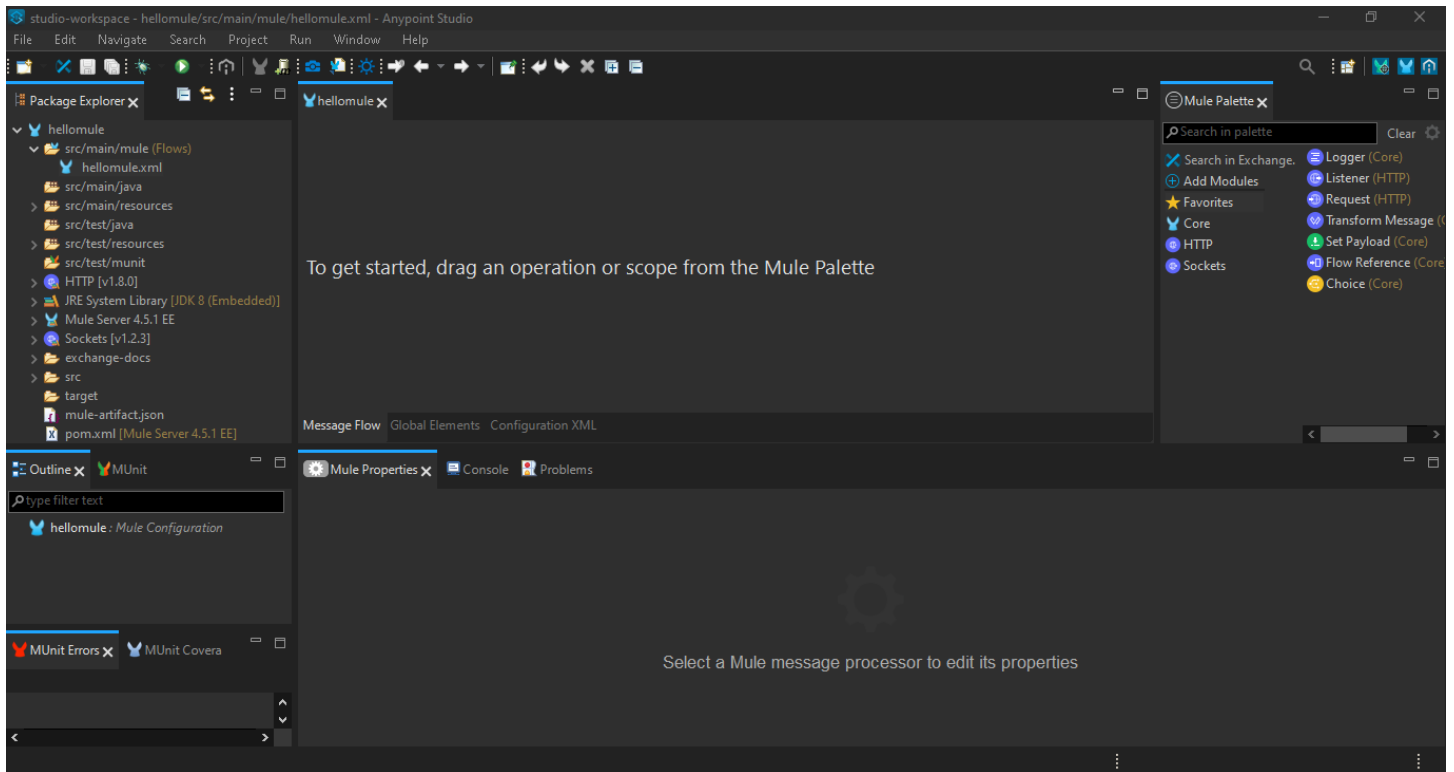 studio-workspace - hellomule/src/main/mule/hellomule.xml - Anypoint Studio
File Edit Navigate Search Project Run Window Help
Package Explorer
hellomule
src/main/mule (Flows)
hellomule.xml
src/main/java
src/main/resources
src/test/java
src/test/resources
src/test/munit
HTTP [v1.8.0]
JRE System Library [JDK 8 (Embedded)]
Mule Server 4.5.1 EE
Sockets [v1.2.3]
exchange-docs
src
target
mule-artifact.json
pom.xml [Mule Server 4.5.1 EE]
hellomule
To get started, drag an operation or scope from the Mule Palette
Message Flow Global Elements Configuration XML
Mule Palette
Search in palette Clear
Search in Exchange.
Add Modules
Favorites
Core
HTTP
Sockets
Logger (Core)
Listener (HTTP)
Request (HTTP)
Transform Message (
Set Payload (Core)
Flow Reference (Core
Choice (Core)
Outline MUnit
type filter text
hellomule : Mule Configuration
MUnit Errors MUnit Covera
Mule Properties Console Problems
Select a Mule message processor to edit its properties